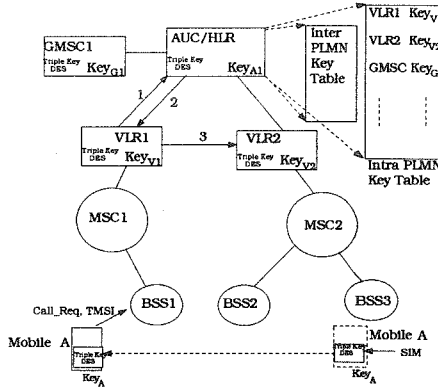 GMSC1
Triple Key
DES
Key_G1
AUC/HLR
Triple Key
DES
Key_A1
Inter
PLMN
Key
Table
VLR1 Key_V
VLR2 Key_V2
GMSC Key_G
Intra PLMN
Key Table
1
2
3
VLR1
Triple Key
DES
Key_V1
VLR2
Triple Key
DES
Key_V2
MSC1
MSC2
BSS1
BSS2
BSS3
Call_Req, TMSI
Mobile A
Triple Key
DES
Key_A
Mobile A
Triple Key
DES
SIM
Key_A